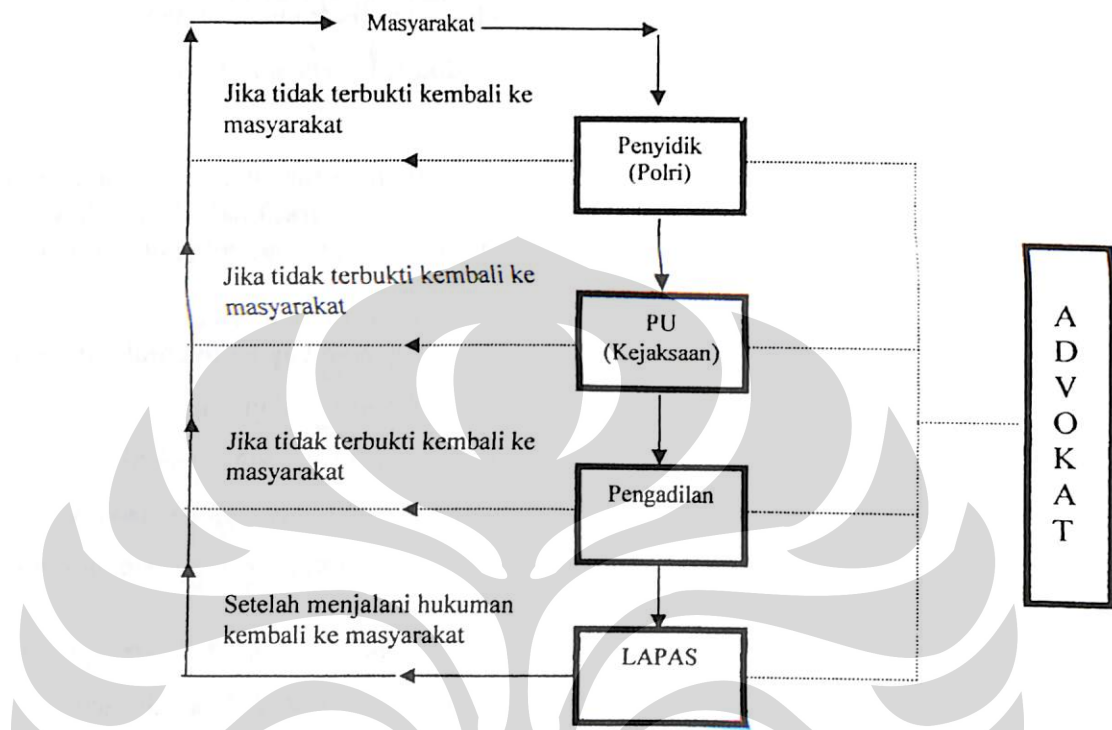 Masyarakat
Jika tidak terbukti kembali ke
masyarakat
Penyidik
(Polri)
Jika tidak terbukti kembali ke
masyarakat
PU
(Kejaksaan)
A
D
V
O
K
A
T
Jika tidak terbukti kembali ke
masyarakat
Pengadilan
Setelah menjalani hukuman
kembali ke masyarakat
LAPAS